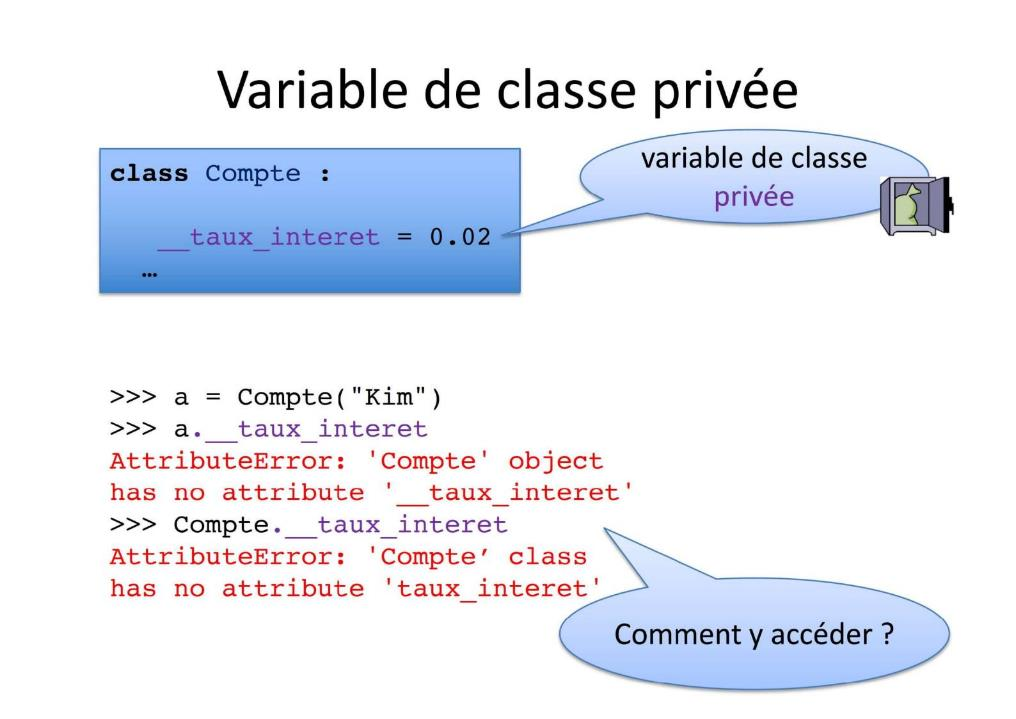 Variable de classe privée
class Compte :
variable de classe
privée
__taux_interet = 0.02
…
>>> a = Compte("Kim")
>>> a.__taux_interet
AttributeError: 'Compte' object
has no attribute '__taux_interet'
>>> Compte.__taux_interet
AttributeError: 'Compte’ class
has no attribute 'taux_interet'
Comment y accéder ?